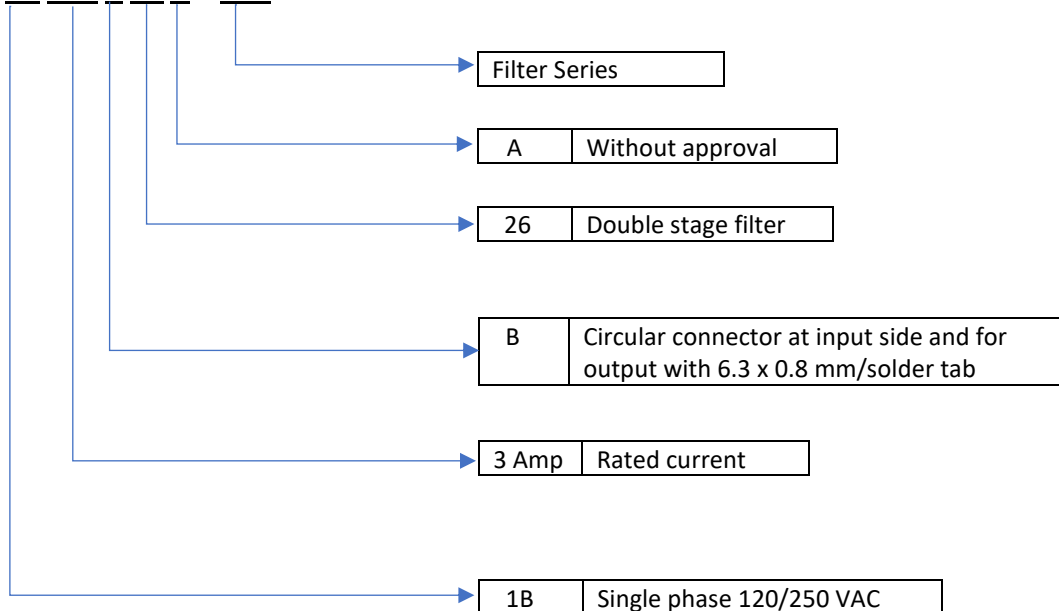 Filter Series
A Without approval
26 Double stage filter
B Circular connector at input side and for
output with 6.3 x 0.8 mm/solder tab
3 Amp Rated current
1B Single phase 120/250 VAC